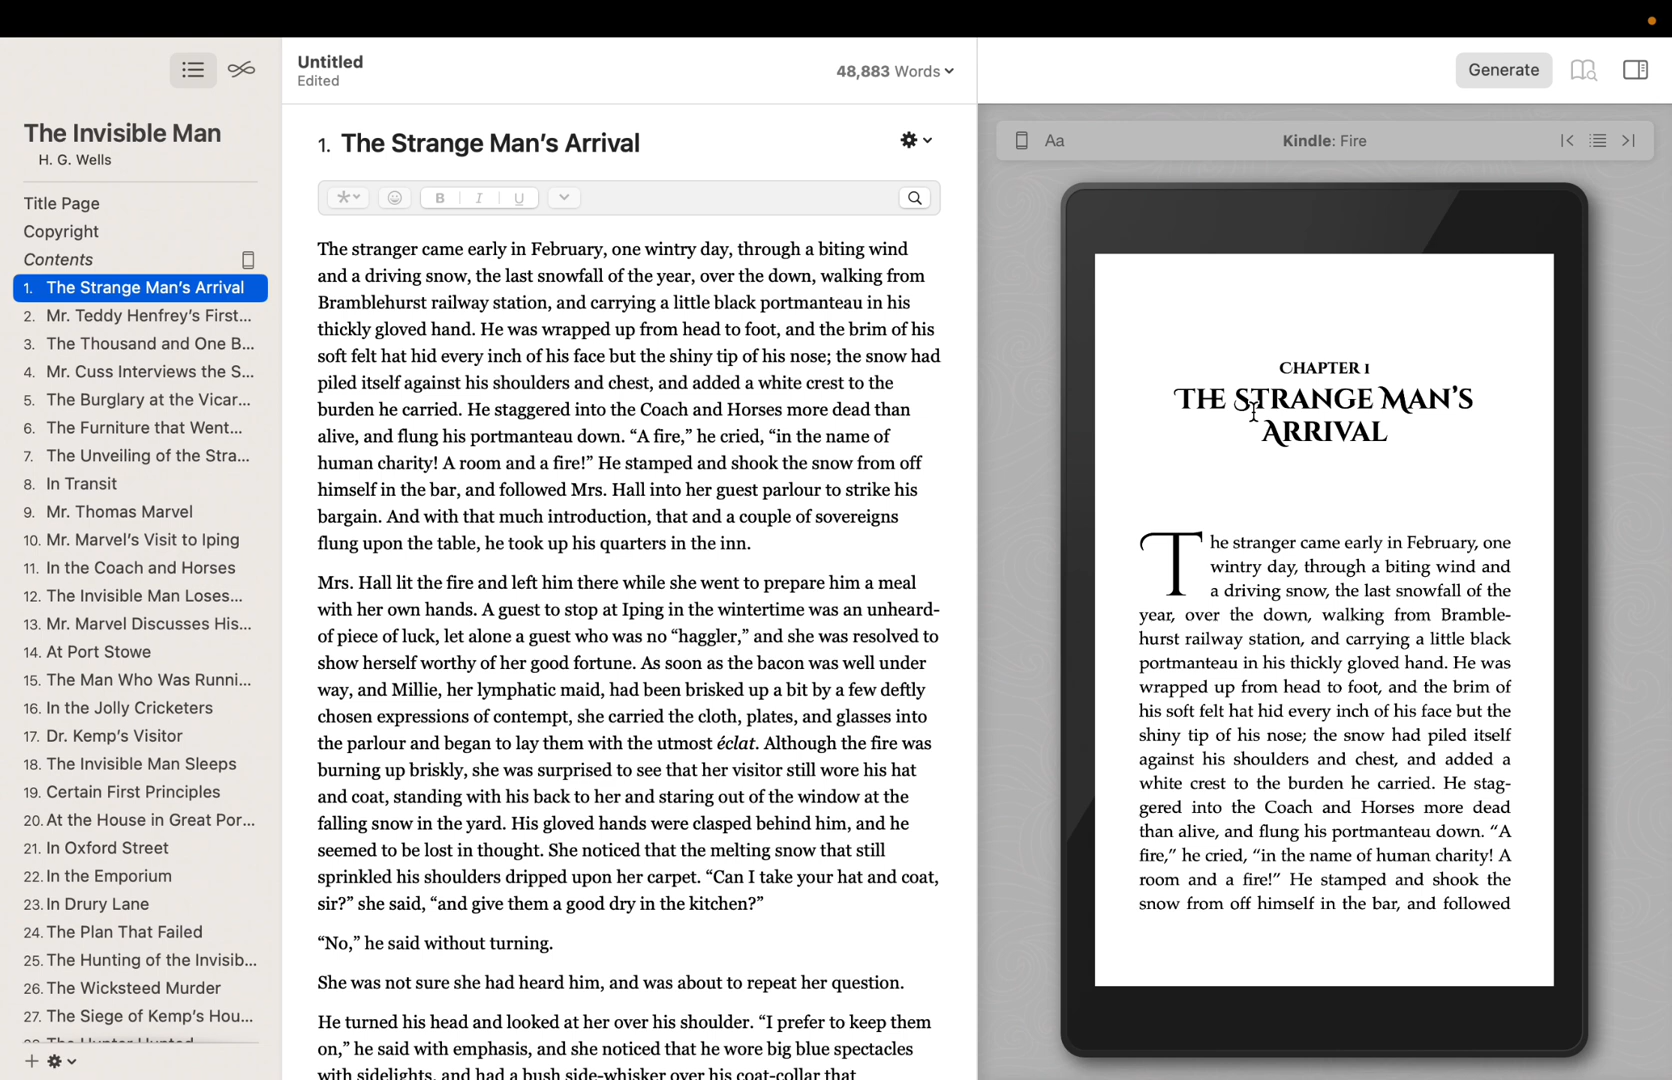 Untitled
Edited
48,883 Words
Generate
The Invisible Man
H. G. Wells
Title Page
Copyright
Contents
1. The Strange Man's Arrival
2. Mr. Teddy Henfrey's First...
3. The Thousand and One B...
4. Mr. Cuss Interviews the S...
5. The Burglary at the Vicar...
6. The Furniture that Went...
7. The Unveiling of the Stra...
8. In Transit
9. Mr. Thomas Marvel
10. Mr. Marvel's Visit to Iping
11. In the Coach and Horses
12. The Invisible Man Loses...
13. Mr. Marvel Discusses His...
14. At Port Stowe
15. The Man Who Was Runni...
16. In the Jolly Cricketers
17. Dr. Kemp's Visitor
18. The Invisible Man Sleeps
19. Certain First Principles
20. At the House in Great Por...
21. In Oxford Street
22. In the Emporium
23. In Drury Lane
24. The Plan That Failed
25. The Hunting of the Invisib...
26. The Wicksteed Murder
27. The Siege of Kemp's Hou...
1. The Strange Man's Arrival
B I U
The stranger came early in February, one wintry day, through a biting wind
and a driving snow, the last snowfall of the year, over the down, walking from
Bramblehurst railway station, and carrying a little black portmanteau in his
thickly gloved hand. He was wrapped up from head to foot, and the brim of his
soft felt hat hid every inch of his face but the shiny tip of his nose; the snow had
piled itself against his shoulders and chest, and added a white crest to the
burden he carried. He staggered into the Coach and Horses more dead than
alive, and flung his portmanteau down. “A fire,” he cried, “in the name of
human charity! A room and a fire!” He stamped and shook the snow from off
himself in the bar, and followed Mrs. Hall into her guest parlour to strike his
bargain. And with that much introduction, that and a couple of sovereigns
flung upon the table, he took up his quarters in the inn.
Mrs. Hall lit the fire and left him there while she went to prepare him a meal
with her own hands. A guest to stop at Iping in the wintertime was an unheard-
of piece of luck, let alone a guest who was no “haggler,” and she was resolved to
show herself worthy of her good fortune. As soon as the bacon was well under
way, and Millie, her lymphatic maid, had been brisked up a bit by a few deftly
chosen expressions of contempt, she carried the cloth, plates, and glasses into
the parlour and began to lay them with the utmost éclat. Although the fire was
burning up briskly, she was surprised to see that her visitor still wore his hat
and coat, standing with his back to her and staring out of the window at the
falling snow in the yard. His gloved hands were clasped behind him, and he
seemed to be lost in thought. She noticed that the melting snow that still
sprinkled his shoulders dripped upon her carpet. “Can I take your hat and coat,
sir?” she said, “and give them a good dry in the kitchen?”
“No,” he said without turning.
She was not sure she had heard him, and was about to repeat her question.
He turned his head and looked at her over his shoulder. “I prefer to keep them
on,” he said with emphasis, and she noticed that he wore big blue spectacles
with sidelights, and had a bush side-whisker over his coat-collar that
Aa
Kindle: Fire
CHAPTER 1
THE STRANGE MAN'S
ARRIVAL
The stranger came early in February, one
wintry day, through a biting wind and
a driving snow, the last snowfall of the
year, over the down, walking from Bramble-
hurst railway station, and carrying a little black
portmanteau in his thickly gloved hand. He was
wrapped up from head to foot, and the brim of
his soft felt hat hid every inch of his face but the
shiny tip of his nose; the snow had piled itself
against his shoulders and chest, and added a
white crest to the burden he carried. He stag-
gered into the Coach and Horses more dead
than alive, and flung his portmanteau down. “A
fire,” he cried, “in the name of human charity! A
room and a fire!” He stamped and shook the
snow from off himself in the bar, and followed